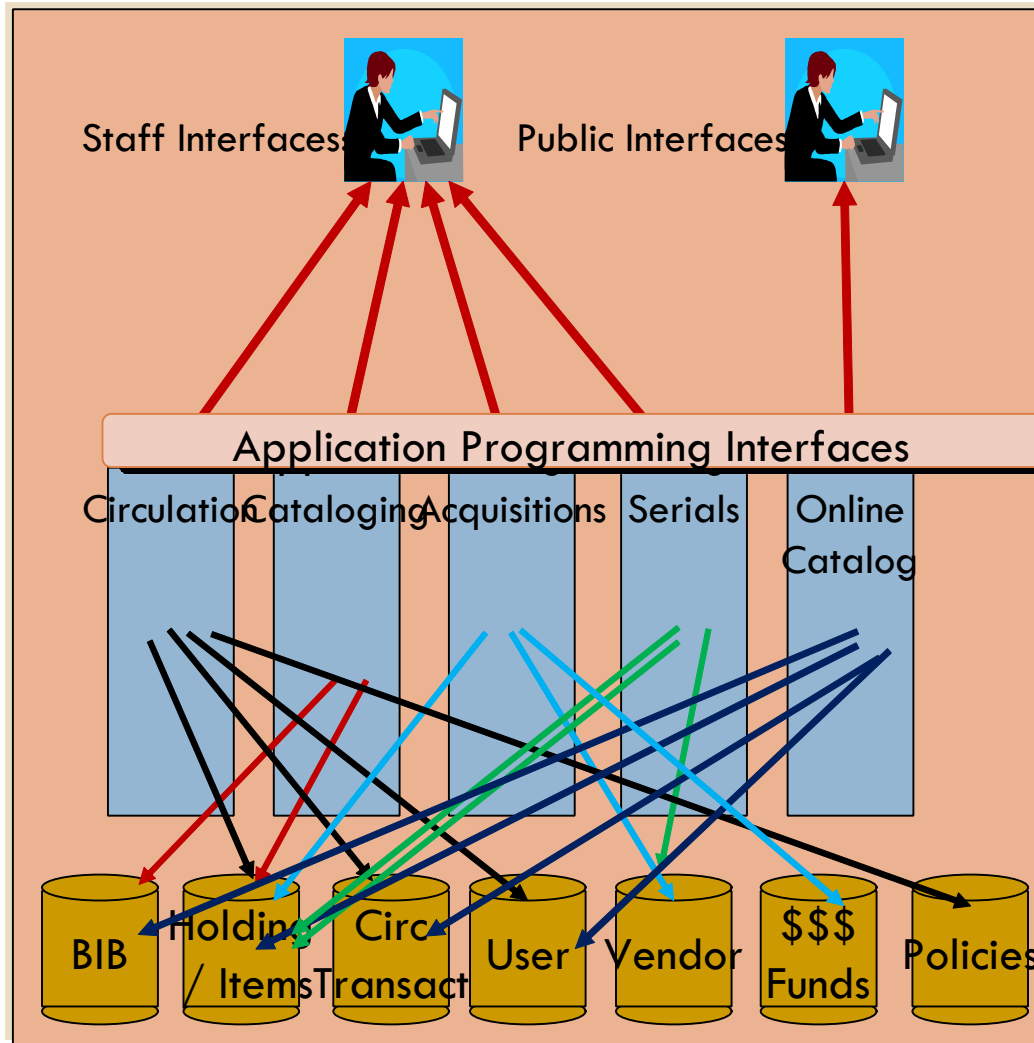 Staff Interfaces
Public Interfaces
Application Programming Interfaces
Circulation
Cataloging
Acquisitions
Serials
Online
Catalog
BIB
Holding
/ Items
Circ
Transact
User
Vendor
$$$
Funds
Policies